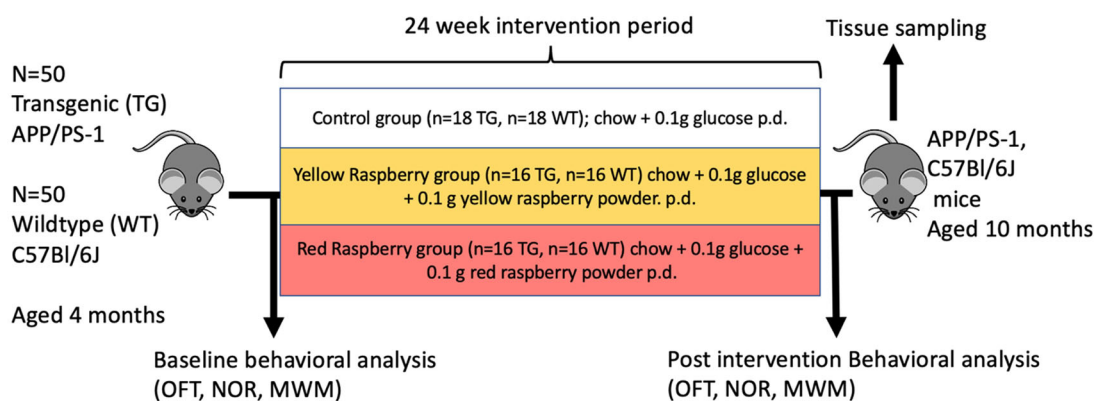 24 week intervention period
Tissue sampling
N=50
Transgenic (TG)
APP/PS-1
N=50
Wildtype (WT)
C57Bl/6J
Aged 4 months
Control group (n=18 TG, n=18 WT); chow + 0.1g glucose p.d.
Yellow Raspberry group (n=16 TG, n=16 WT) chow + 0.1g glucose
+ 0.1 g yellow raspberry powder. p.d.
Red Raspberry group (n=16 TG, n=16 WT) chow + 0.1g glucose +
0.1 g red raspberry powder p.d.
APP/PS-1,
C57Bl/6J
mice
Aged 10 months
Baseline behavioral analysis
(OFT, NOR, MWM)
Post intervention Behavioral analysis
(OFT, NOR, MWM)